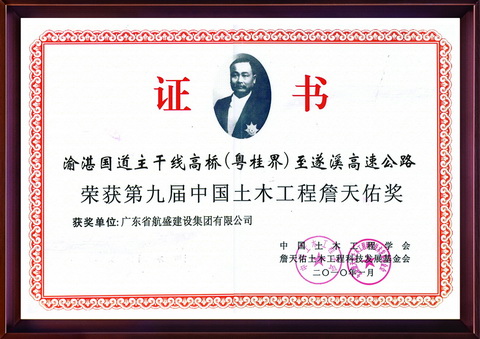 证书
渝湛国道主干线高桥(粤桂界)至遂溪高速公路
荣获第九届中国土木工程詹天佑奖
获奖单位:广东省航盛建设集团有限公司
中国土木工程学会
詹天佑土木工程科技发展基金会
二〇一〇年一月